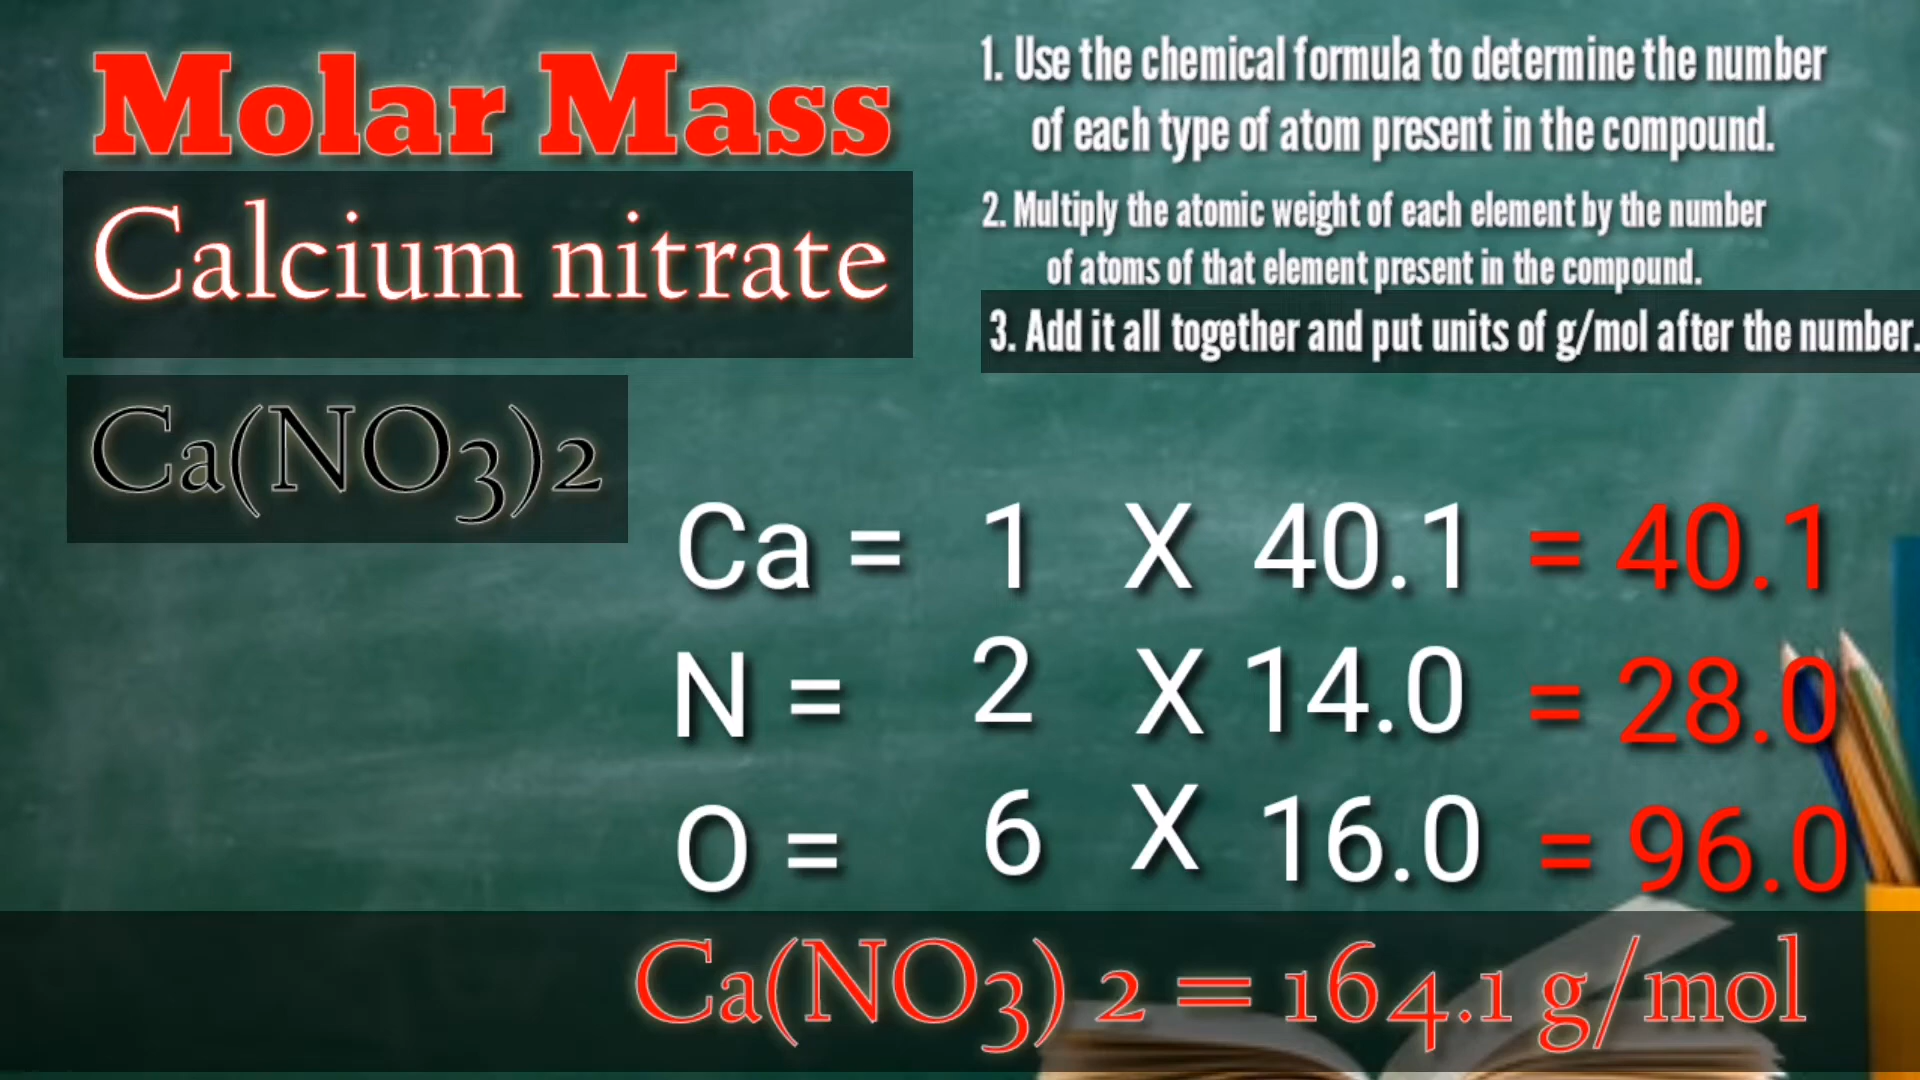 Molar Mass
Calcium nitrate
Ca(NO3)2
1. Use the chemical formula to determine the number
of each type of atom present in the compound.
2. Multiply the atomic weight of each element by the number
of atoms of that element present in the compound.
3. Add it all together and put units of g/mol after the number.
Ca = 1 X 40.1 = 40.1
N = 2 X 14.0 = 28.0
O = 6 X 16.0 = 96.0
Ca(NO3) 2 = 164.1 g/mol